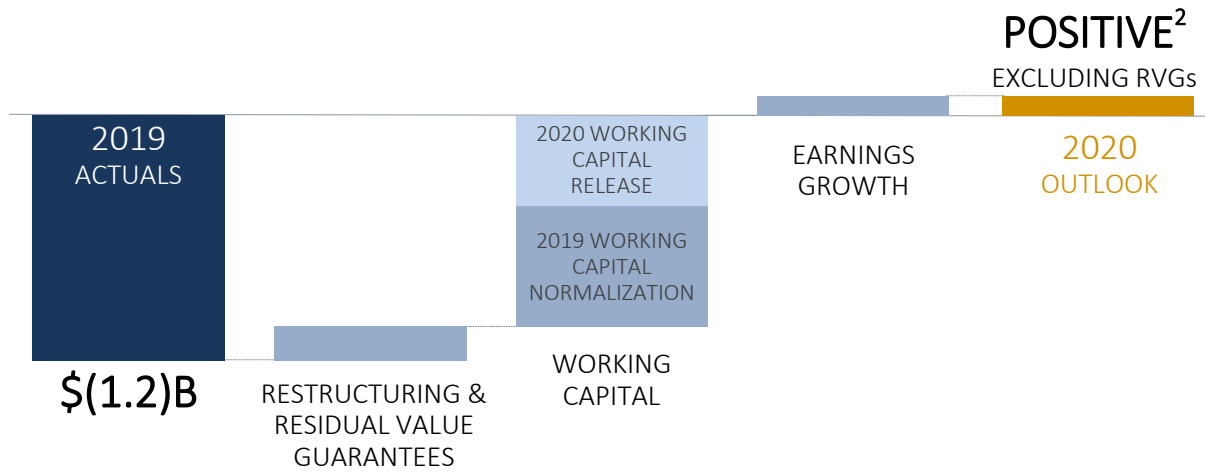 2019
ACTUALS
$(1.2)B
RESTRUCTURING &
RESIDUAL VALUE
GUARANTEES
2020 WORKING
CAPITAL
RELEASE
2019 WORKING
CAPITAL
NORMALIZATION
WORKING
CAPITAL
EARNINGS
GROWTH
POSITIVE²
EXCLUDING RVGs
2020
OUTLOOK